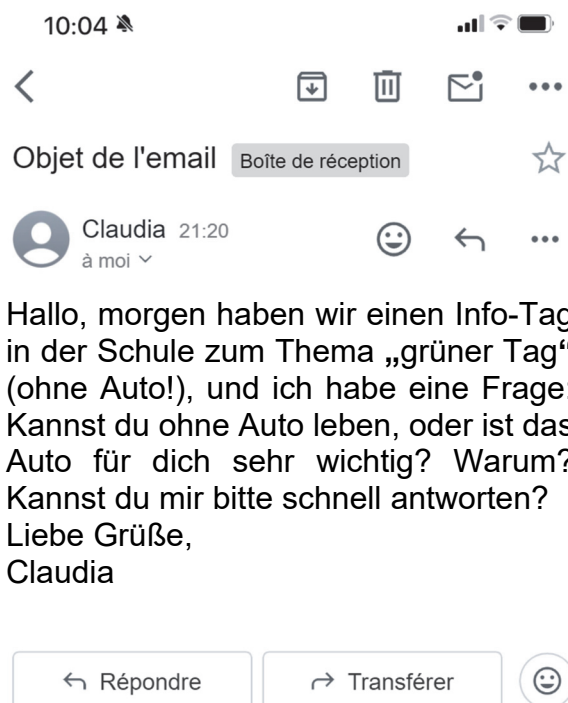 10:04
Objet de l'email Boîte de réception
Claudia 21:20
à moi
Hallo, morgen haben wir einen Info-Tag
in der Schule zum Thema „grüner Tag“
(ohne Auto!), und ich habe eine Frage:
Kannst du ohne Auto leben, oder ist das
Auto für dich sehr wichtig? Warum?
Kannst du mir bitte schnell antworten?
Liebe Grüße,
Claudia
Répondre Transférer